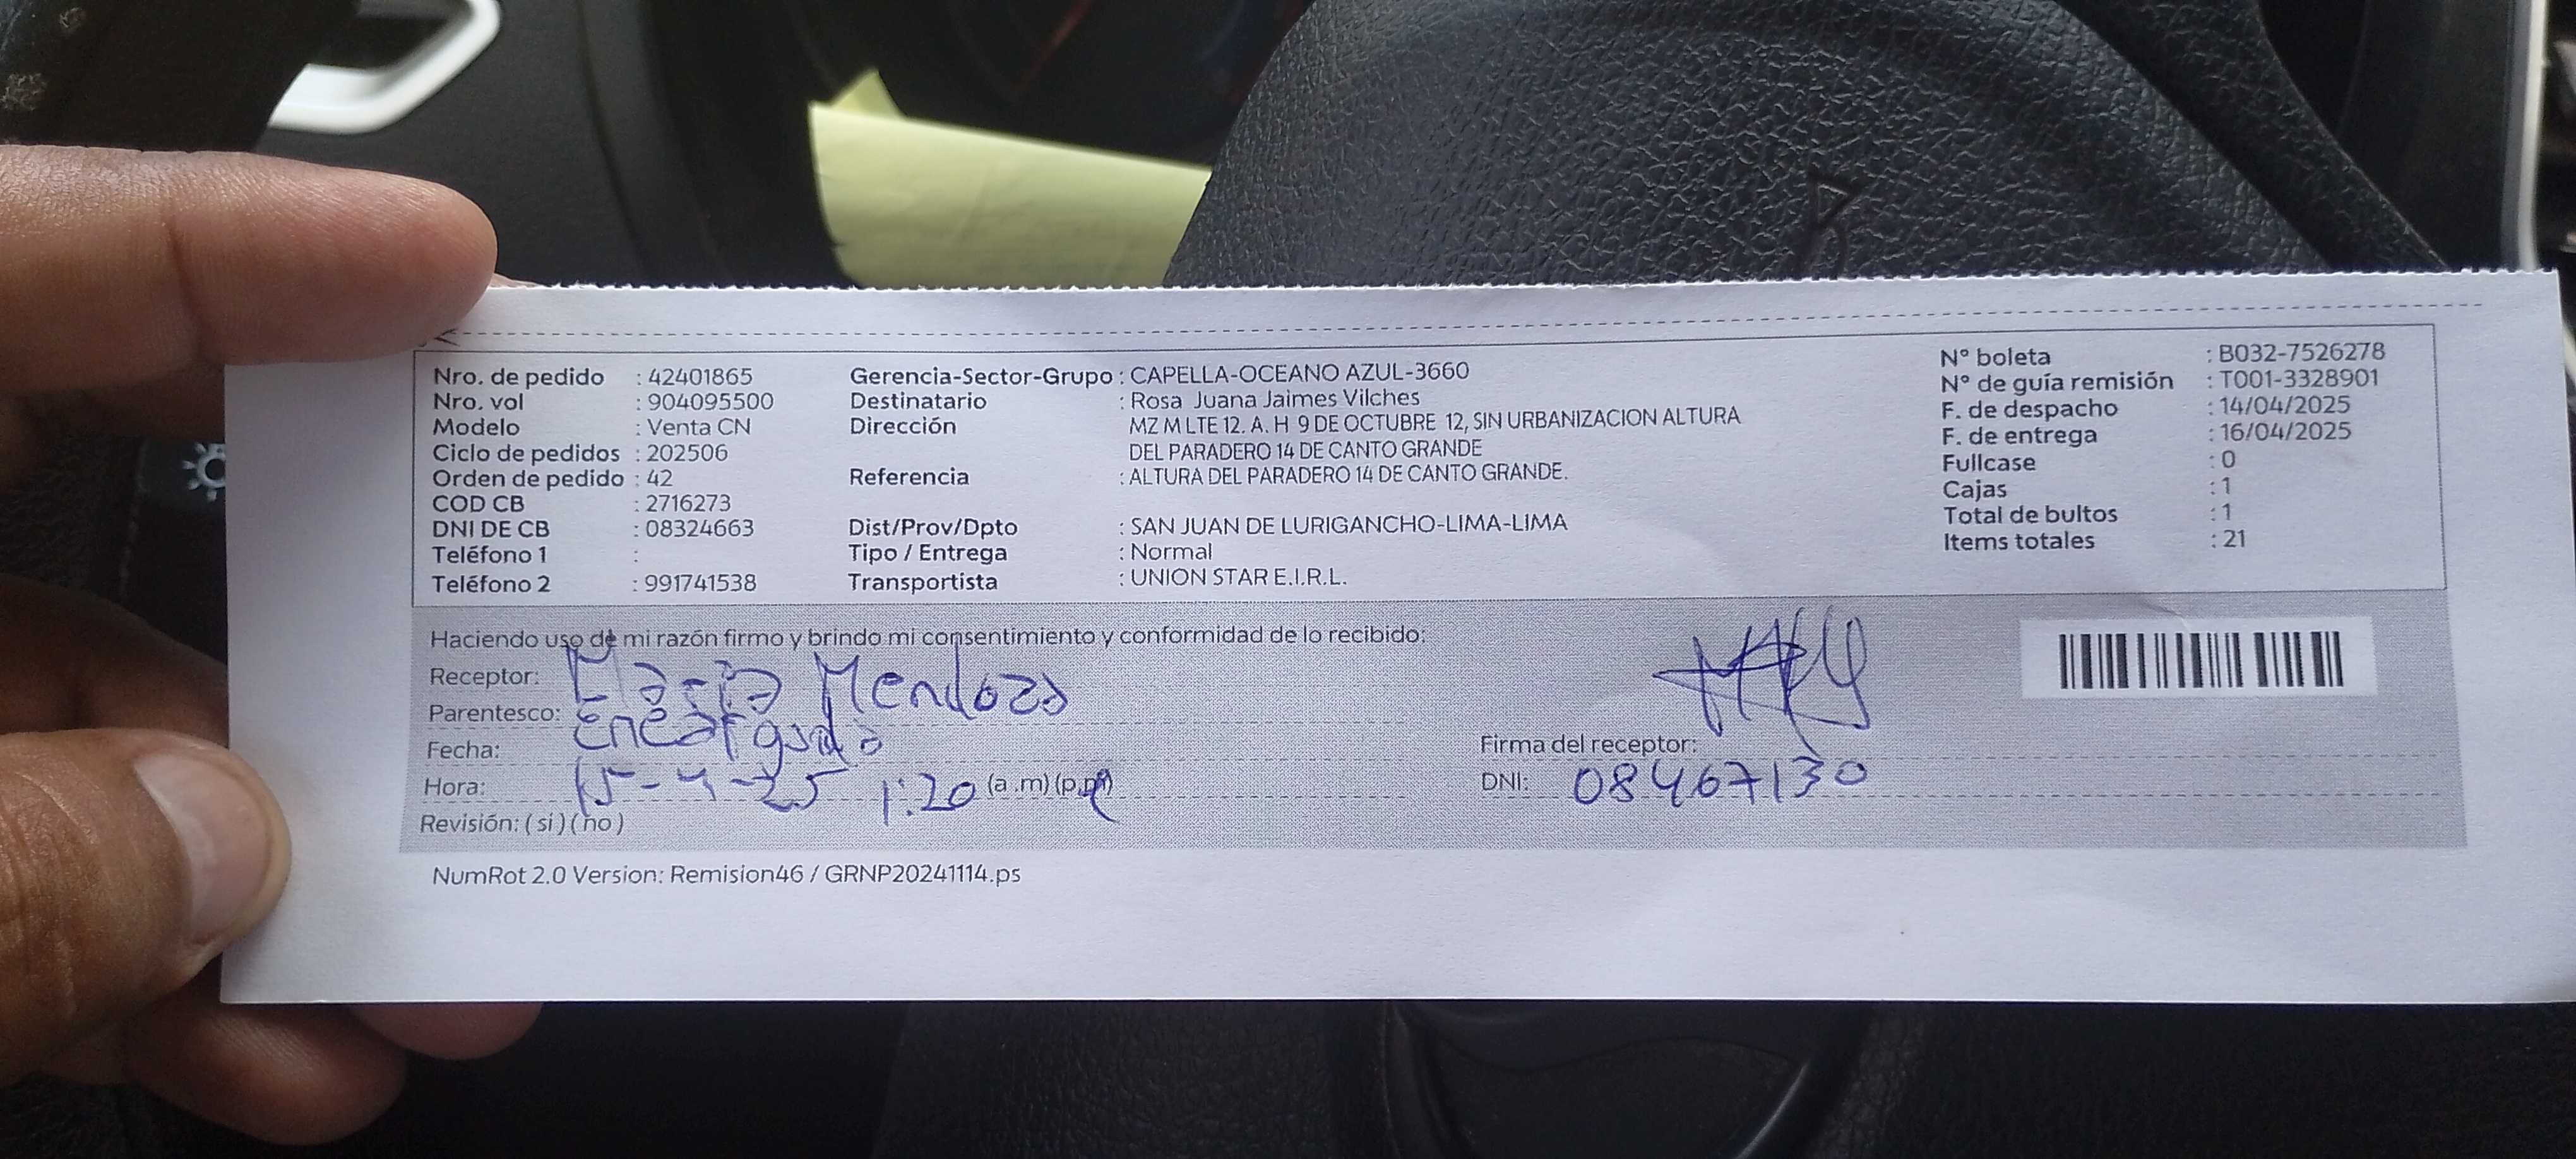 Nro. de pedido : 42401865
Nro. vol : 904095500
Modelo : Venta CN
Ciclo de pedidos : 202506
Orden de pedido : 42
COD CB : 2716273
DNI DE CB : 08324663
Teléfono 1 :
Teléfono 2 : 991741538
Gerencia-Sector-Grupo : CAPELLA-OCEANO AZUL-3660
Destinatario : Rosa Juana Jaimes Vilches
Dirección MZ M LTE 12. A. H 9 DE OCTUBRE 12, SIN URBANIZACION ALTURA
DEL PARADERO 14 DE CANTO GRANDE
Referencia : ALTURA DEL PARADERO 14 DE CANTO GRANDE.
Dist/Prov/Dpto : SAN JUAN DE LURIGANCHO-LIMA-LIMA
Tipo / Entrega : Normal
Transportista : UNION STAR E.I.R.L.
N° boleta : B032-7526278
N° de guía remisión : T001-3328901
F. de despacho : 14/04/2025
F. de entrega : 16/04/2025
Fullcase : 0
Cajas : 1
Total de bultos : 1
Items totales : 21
Haciendo uso de mi razón firmo y brindo mi consentimiento y conformidad de lo recibido:
Receptor: Mendoza
Parentesco:
Fecha:
Hora: 15-4-25 1:20 (a.m) (p.m)
Revisión: ( si ) ( no )
Firma del receptor:
DNI: 08467130
NumRot 2.0 Version: Remision46 / GRNP20241114.ps